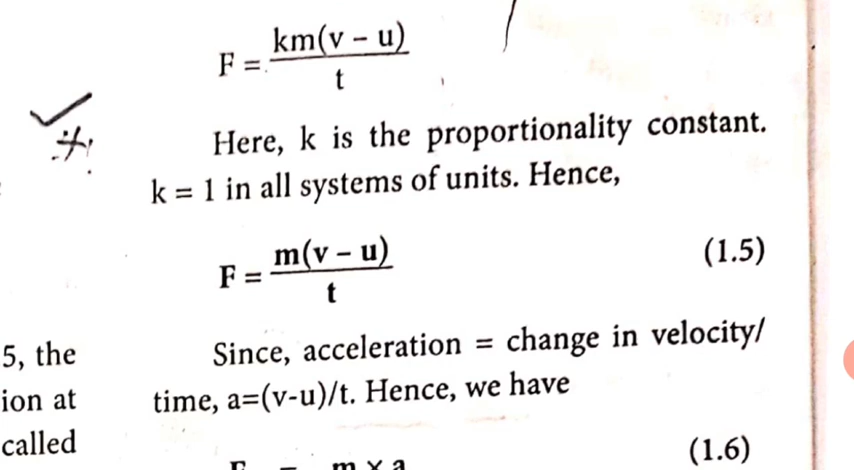 F = km(v – u)
t
Here, k is the proportionality constant.
k = 1 in all systems of units. Hence,
F = m(v – u)
t
(1.5)
5, the
ion at
called
Since, acceleration = change in velocity/
time, a=(v-u)/t. Hence, we have
F = m × a
(1.6)